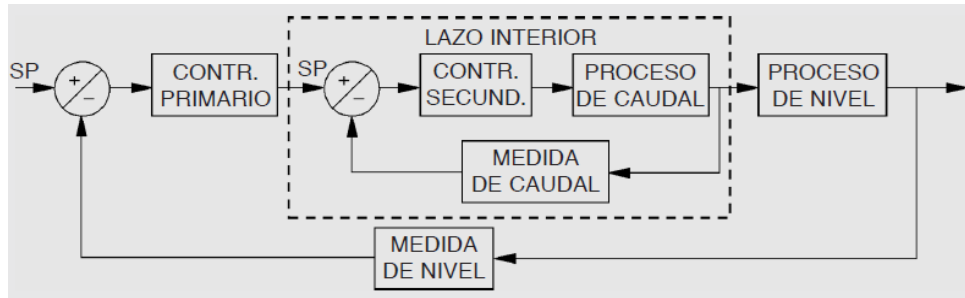 LAZO INTERIOR
SP
+
−
CONTR.
PRIMARIO
SP
+
−
CONTR.
SECUND.
PROCESO
DE CAUDAL
PROCESO
DE NIVEL
MEDIDA
DE CAUDAL
MEDIDA
DE NIVEL